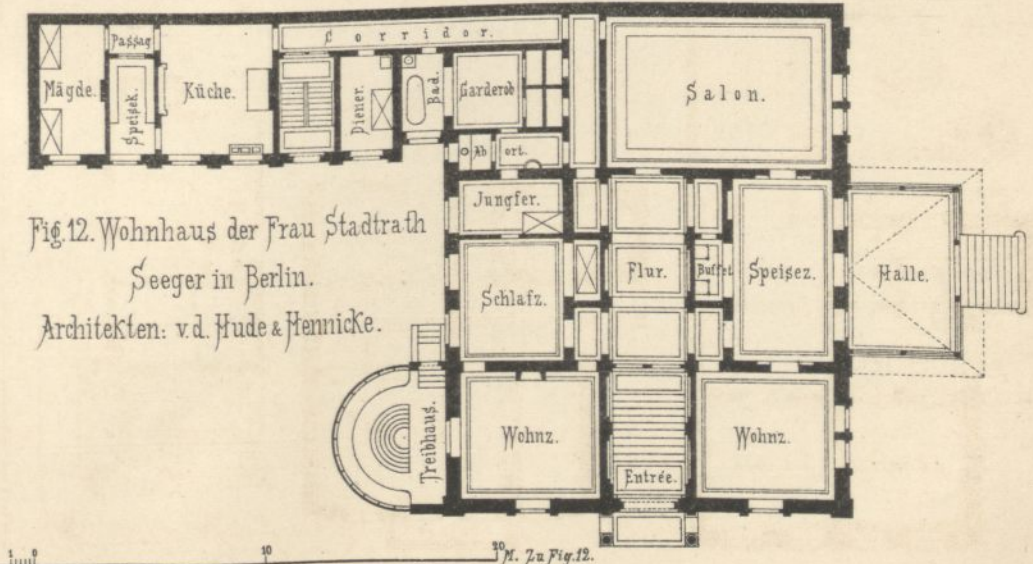 Corridor.
Passag
Mägde.
Speisek.
Küche.
Diener.
Bad.
Garderob
Salon.
Ab
ort.
Jungfer.
Fig. 12. Wohnhaus der Frau Stadtrath
Seeger in Berlin.
Architekten: v. d. Hude & Hennicke.
Schlafz.
Flur.
Buffet
Speisez.
Halle.
Treibhaus.
Wohnz.
Entrée.
Wohnz.
1 0 10 20 M. Zu Fig. 12.